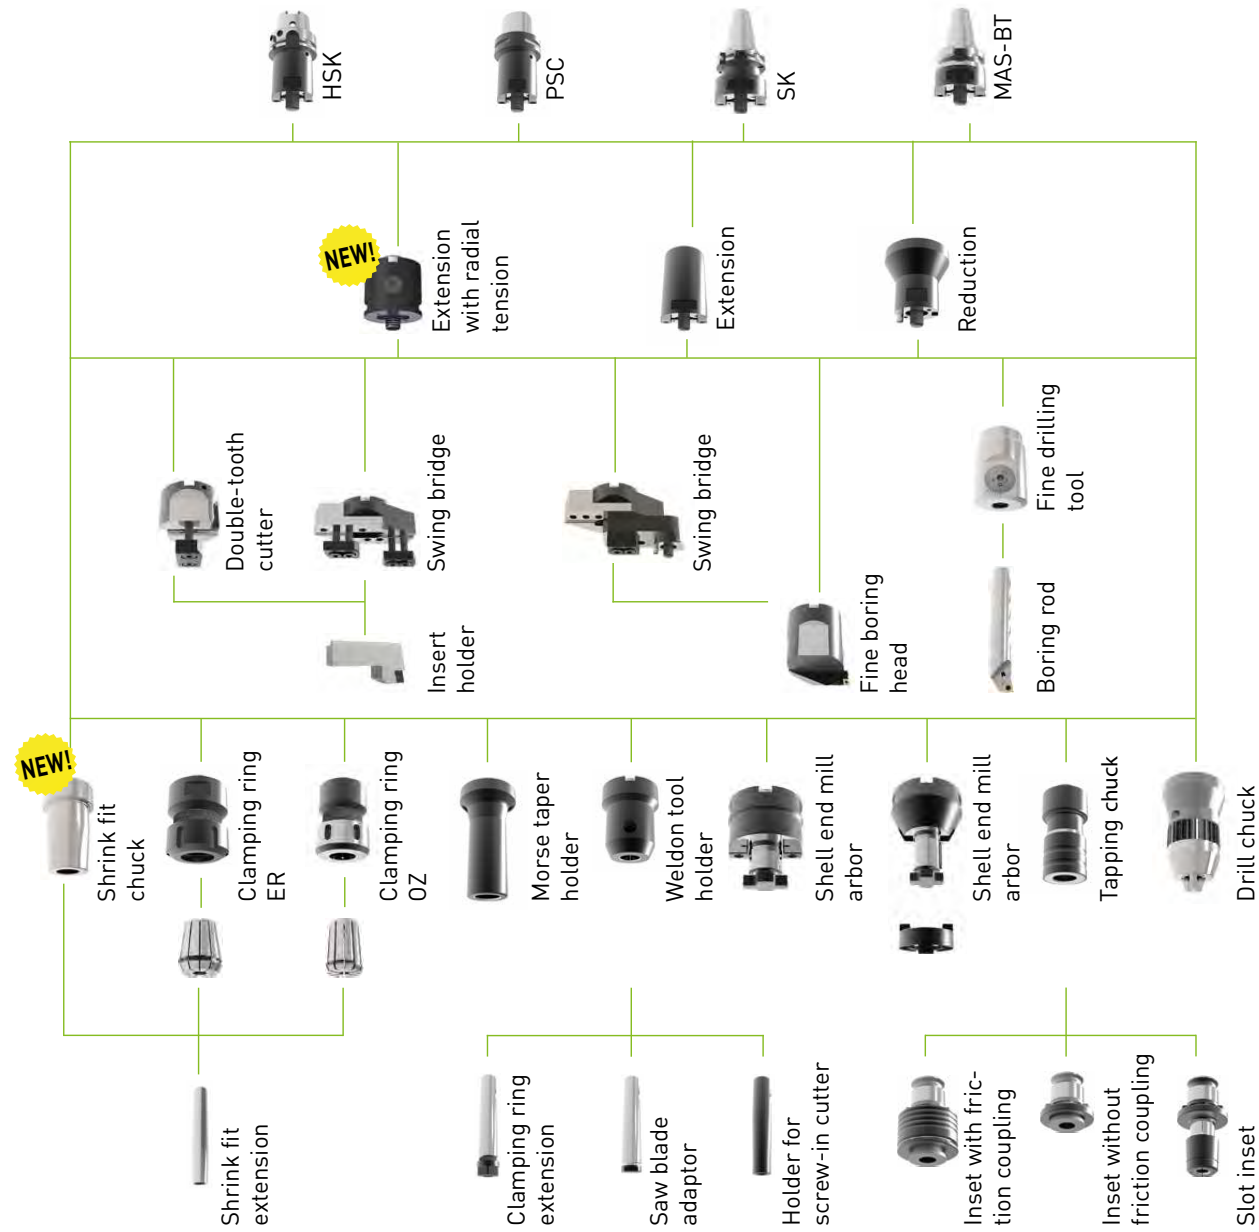 HSK
PSC
SK
MAS-BT
NEW!
Extension
with radial
tension
Extension
Reduction
Double-tooth
cutter
Swing bridge
Swing bridge
Fine drilling
tool
Insert
holder
Fine boring
head
Boring rod
NEW!
Shrink fit
chuck
Clamping ring
ER
Clamping ring
OZ
Morse taper
holder
Weldon tool
holder
Shell end mill
arbor
Shell end mill
arbor
Tapping chuck
Drill chuck
Shrink fit
extension
Clamping ring
extension
Saw blade
adaptor
Holder for
screw-in cutter
Inset with fric-
tion coupling
Inset without
friction coupling
Slot inset